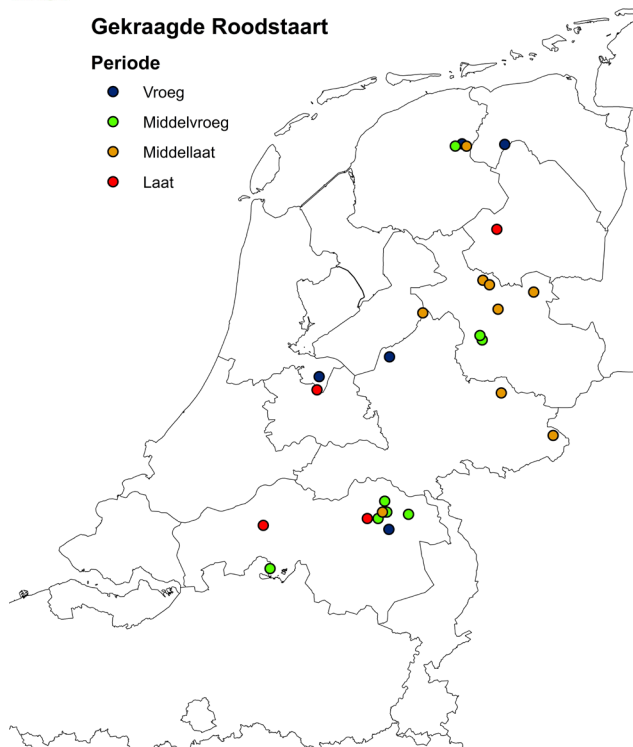 Gekraagde Roodstaart
Periode
Vroeg
Middelvroeg
Middellaat
Laat